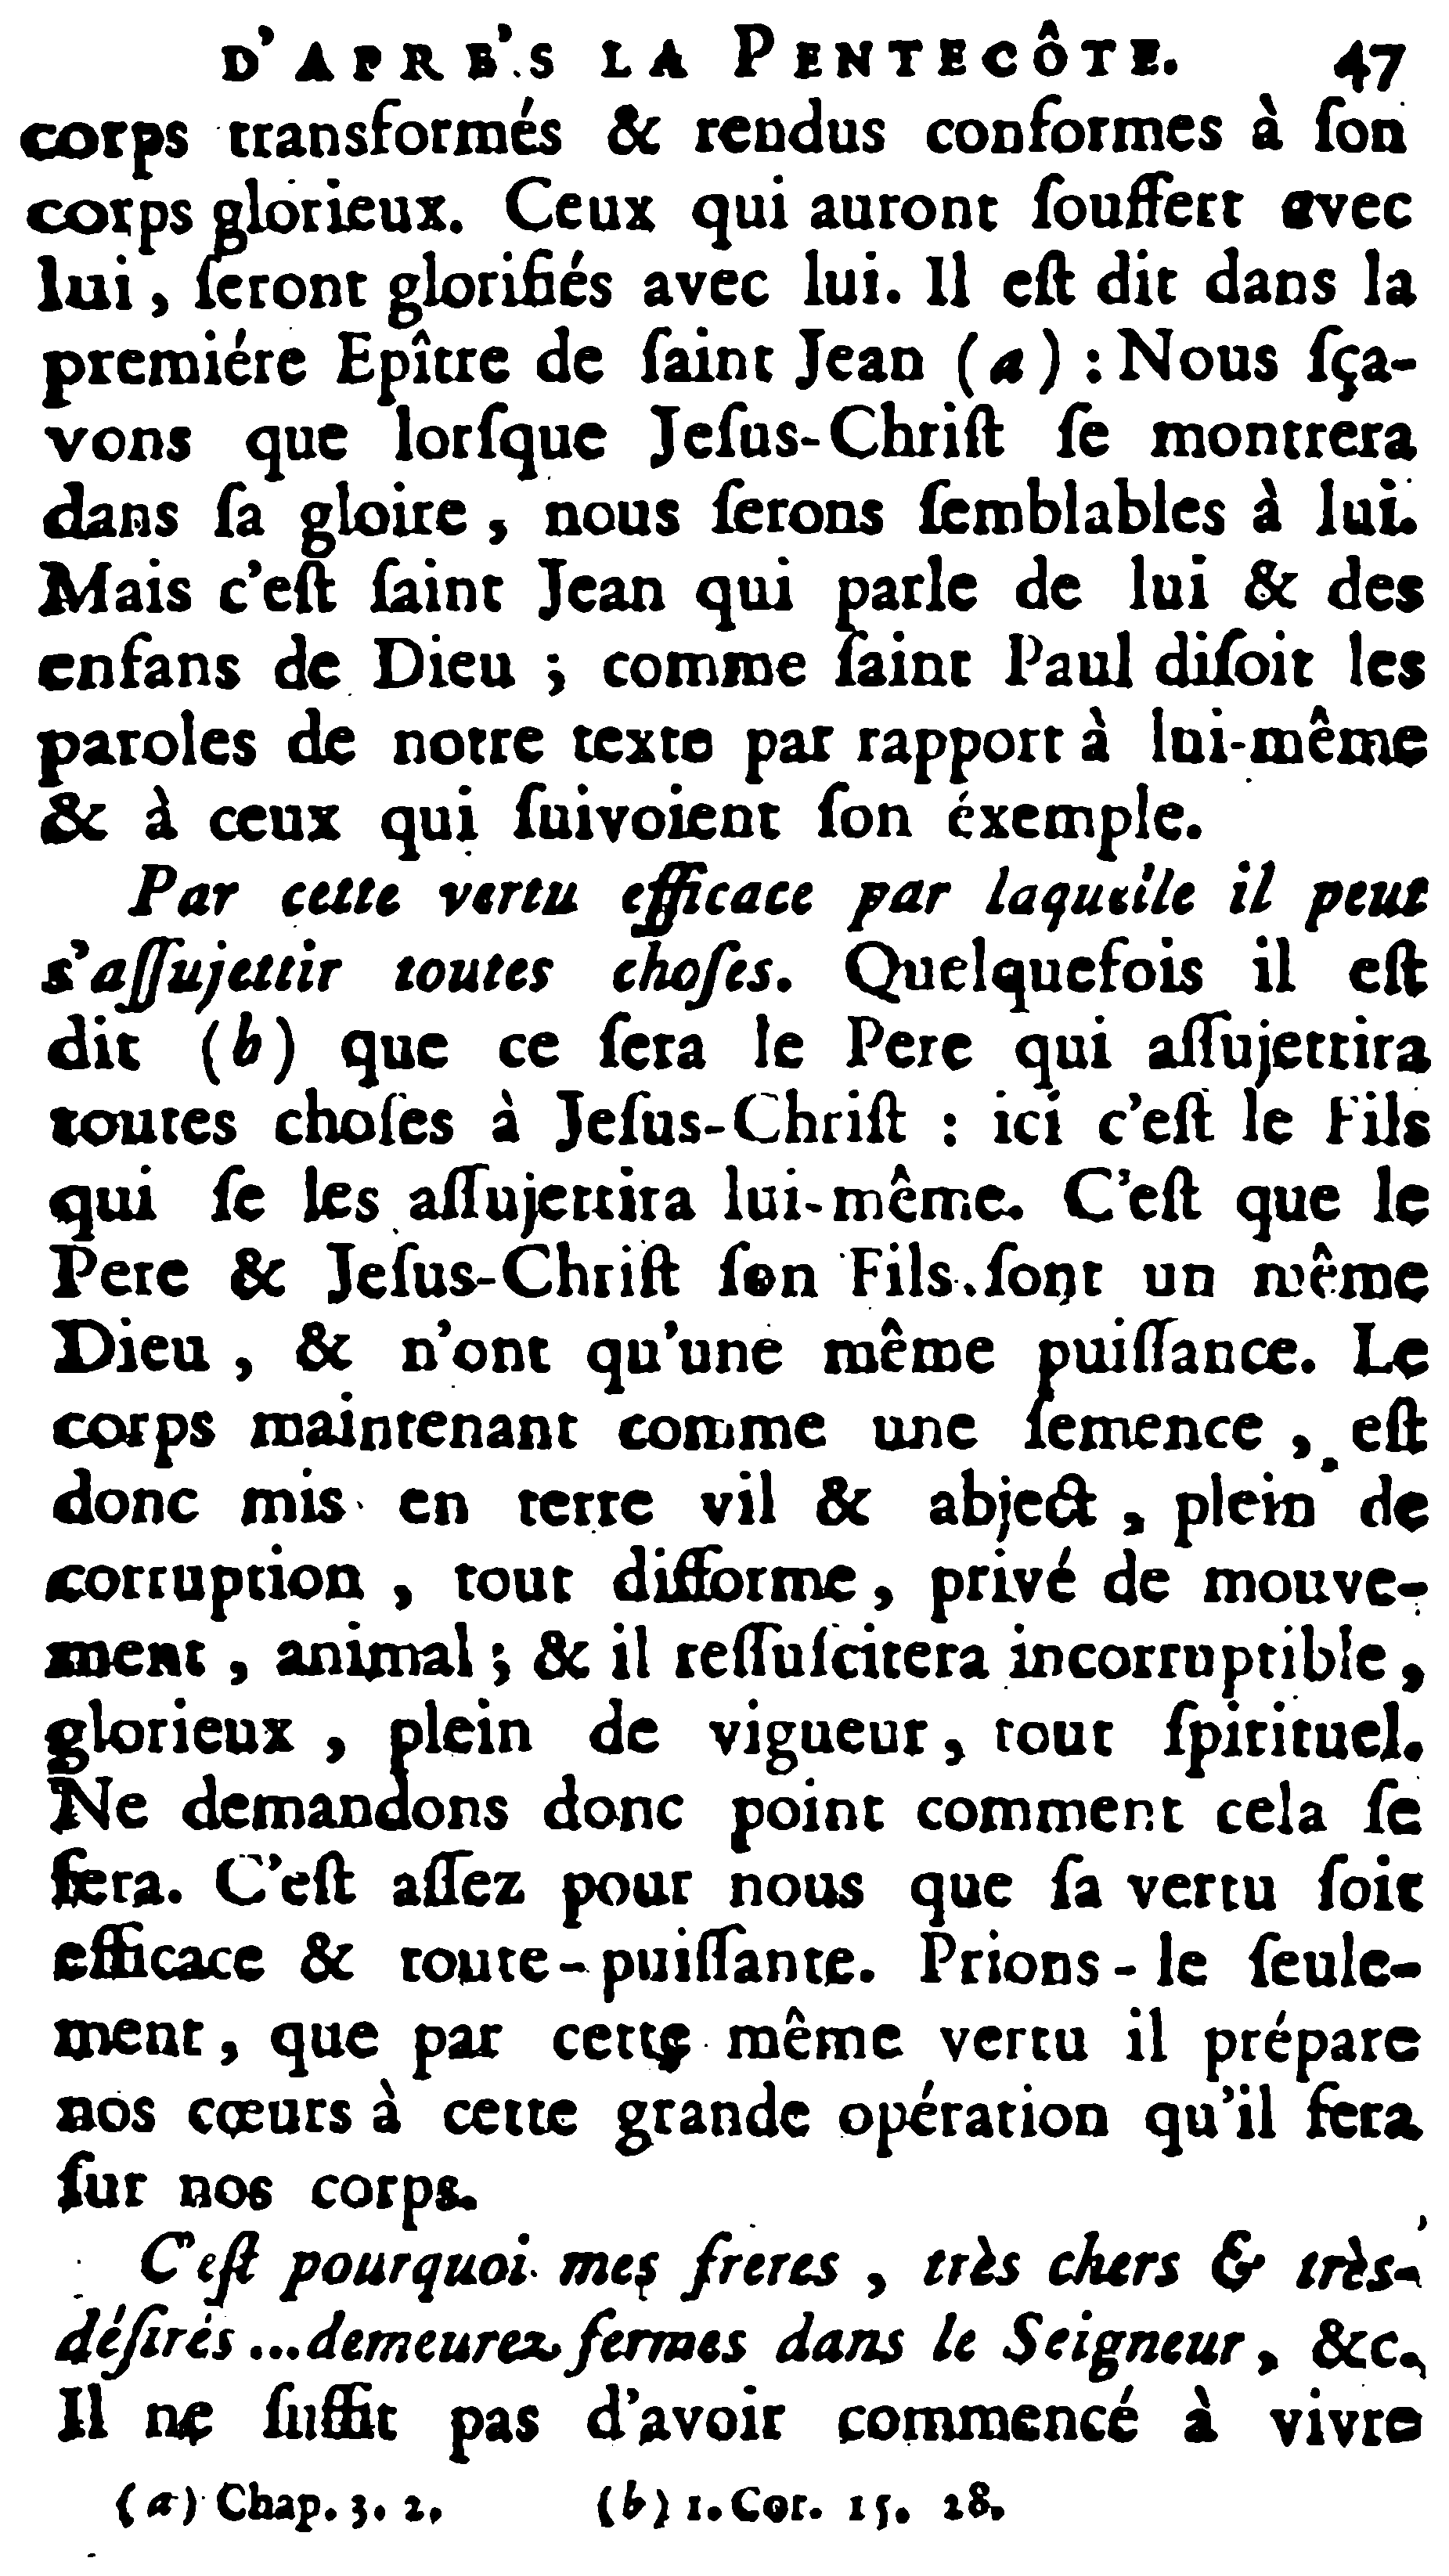 D'APRE'S LA PENTECÔTE. 47
corps transformés & rendus conformes à ſon
corps glorieux. Ceux qui auront ſouffert avec
lui, ſeront glorifiés avec lui. Il eſt dit dans la
premiére Epître de ſaint Jean (a) : Nous ſça-
vons que lorſque Jeſus-Chriſt ſe montrera
dans ſa gloire, nous ſerons ſemblables à lui.
Mais c'eſt ſaint Jean qui parle de lui & des
enfans de Dieu ; comme ſaint Paul diſoit les
paroles de notre texte par rapport à lui-même
& à ceux qui ſuivoient ſon éxemple.
Par cette vertu efficace par laquelle il peut
s'aſſujettir toutes choſes. Quelquefois il eſt
dit (b) que ce ſera le Pere qui aſſujettira
toutes choſes à Jeſus-Chriſt : ici c'eſt le Fils
qui ſe les aſſujettira lui-même. C'eſt que le
Pere & Jeſus-Chriſt ſon Fils, ſont un même
Dieu, & n'ont qu'une même puiſſance. Le
corps maintenant comme une ſemence, eſt
donc mis en terre vil & abject, plein de
corruption, tout difforme, privé de mouve-
ment, animal ; & il reſſuſcitera incorruptible,
glorieux, plein de vigueur, tout ſpirituel.
Ne demandons donc point comment cela ſe
fera. C'eſt aſſez pour nous que ſa vertu ſoit
efficace & toute-puiſſante. Prions-le ſeule-
ment, que par cette même vertu il prépare
nos cœurs à cette grande opération qu'il fera
ſur nos corps.
C'eſt pourquoi mes freres, très chers & très-
déſirés ... demeurez fermes dans le Seigneur, &c.
Il ne ſuffit pas d'avoir commencé à vivre
(a) Chap. 3. 2. (b) 1. Cor. 15. 28.